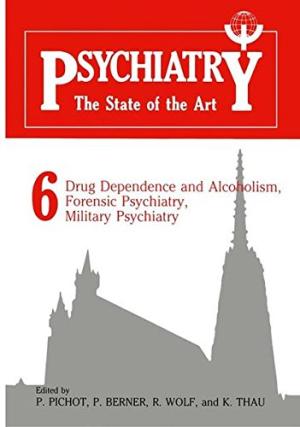 PSYCHIATRY
The State of the Art
6
Drug Dependence and Alcoholism,
Forensic Psychiatry,
Military Psychiatry
Edited by
P. PICHOT, P. BERNER, R. WOLF, and K. THAU